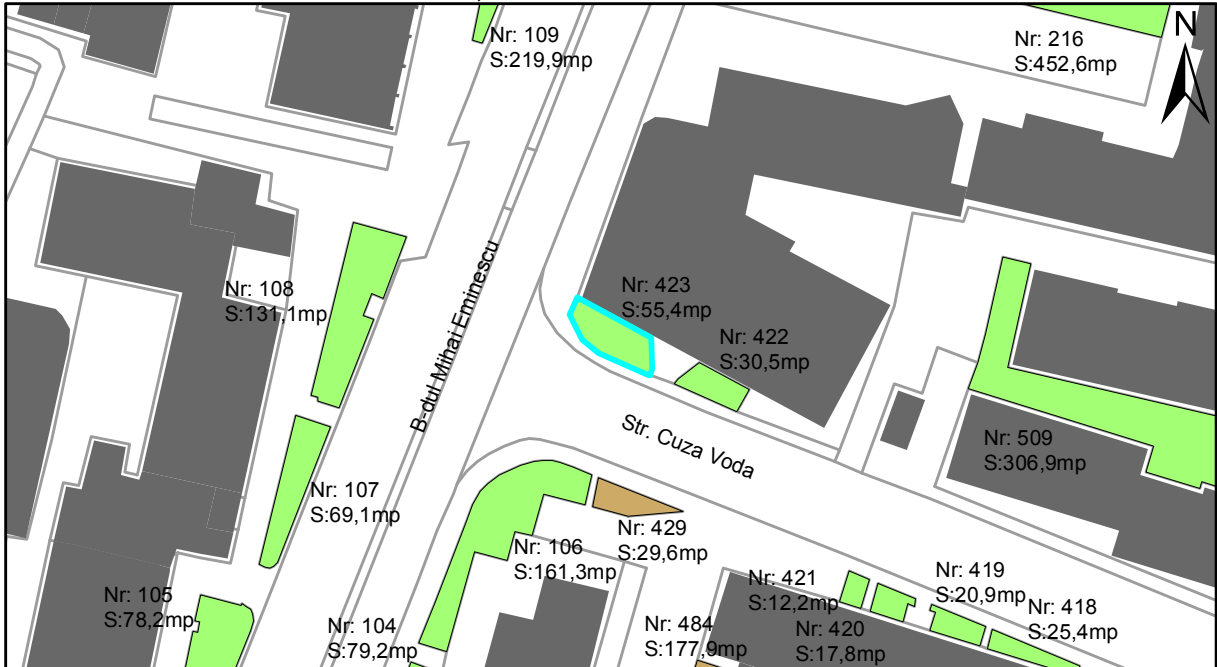 Nr: 109
S:219,9mp
Nr: 216
S:452,6mp
N
Nr: 108
S:131,1mp
B-dul Mihai Eminescu
Nr: 423
S:55,4mp
Nr: 422
S:30,5mp
Str. Cuza Voda
Nr: 509
S:306,9mp
Nr: 107
S:69,1mp
Nr: 429
S:29,6mp
Nr: 106
S:161,3mp
Nr: 105
S:78,2mp
Nr: 104
S:79,2mp
Nr: 484
S:177,9mp
Nr: 421
S:12,2mp
Nr: 420
S:17,8mp
Nr: 419
S:20,9mp
Nr: 418
S:25,4mp